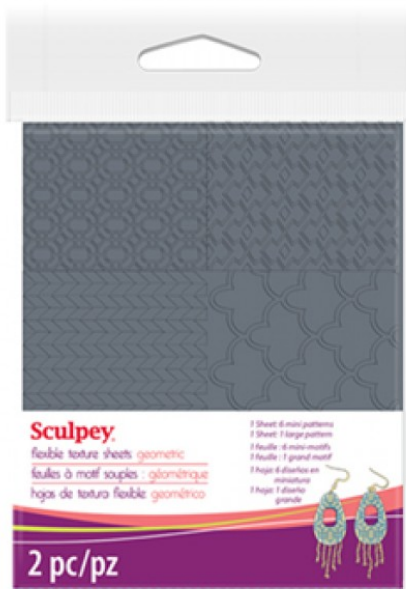 Sculpey®
flexible texture sheets geometric
feuilles à motif souples : géométrique
hojas de textura flexible: geométrico
1 Sheet: 6 mini patterns
1 Sheet: 1 large pattern
1 feuille : 6 mini-motifs
1 feuille : 1 grand motif
1 hoja: 6 diseños en
miniatura
1 hoja: 1 diseño
grande
2 pc/pz